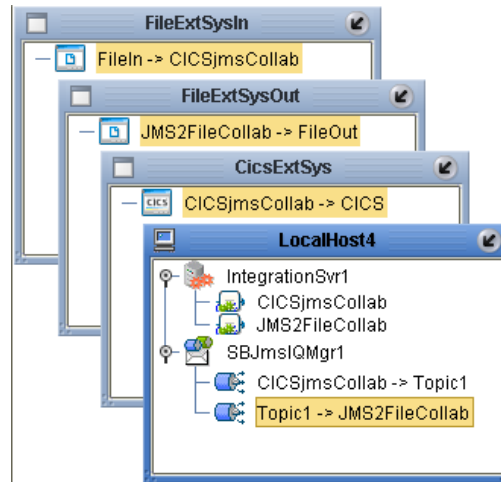 FileExtSysIn
FileIn -> CICSjmsCollab
FileExtSysOut
JMS2FileCollab -> FileOut
CicsExtSys
CICS CICSjmsCollab -> CICS
LocalHost4
IntegrationSvr1
CICSjmsCollab
JMS2FileCollab
SBJmsIQMgr1
CICSjmsCollab -> Topic1
Topic1 -> JMS2FileCollab